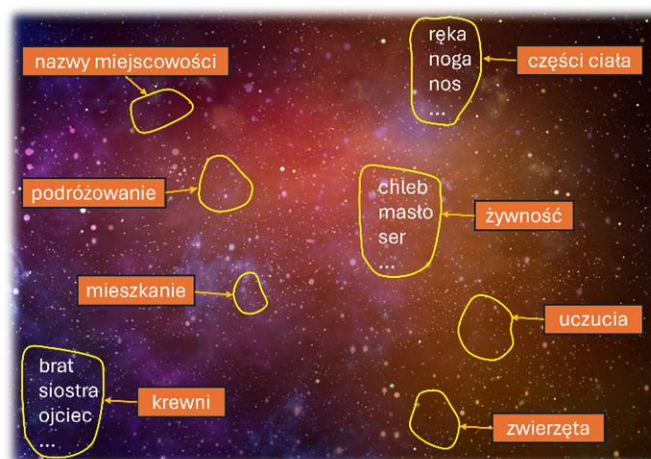 ręka
noga
nos
...
części ciała
nazwy miejscowości
podróżowanie
chleb
masło
ser
...
żywność
mieszkanie
uczucia
brat
siostra
ojciec
...
krewni
zwierzęta